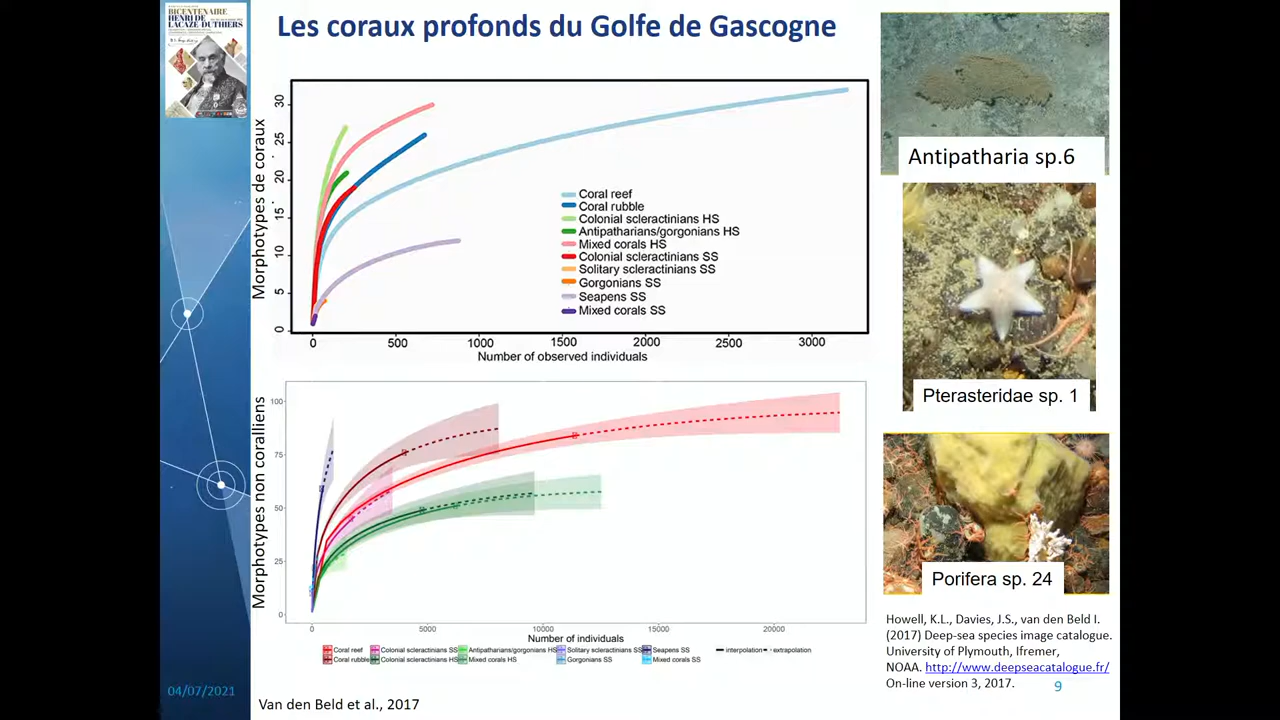 BICENTENAIRE
HENRI DE
LACAZE-DUTHIERS
Les coraux profonds du Golfe de Gascogne
Morphotypes de coraux
30
25
20
15
10
5
0
Coral reef
Coral rubble
Colonial scleractinians HS
Antipatharians/gorgonians HS
Mixed corals HS
Colonial scleractinians SS
Solitary scleractinians SS
Gorgonians SS
Seapens SS
Mixed corals SS
0 500 1000 1500 2000 2500 3000
Number of observed individuals
Morphotypes non coralliens
100
75
50
25
0
0 5000 10000 15000 20000
Number of individuals
Coral reef Colonial scleractinians SS Antipatharians/gorgonians HS Solitary scleractinians SS Seapens SS interpolation extrapolation
Coral rubble Colonial scleractinians HS Mixed corals HS Gorgonians SS Mixed corals SS
Van den Beld et al., 2017
04/07/2021
Antipatharia sp.6
Pterasteridae sp. 1
Porifera sp. 24
Howell, K.L., Davies, J.S., van den Beld I.
(2017) Deep-sea species image catalogue.
University of Plymouth, Ifremer,
NOAA. http://www.deepseacatalogue.fr/
On-line version 3, 2017.
9